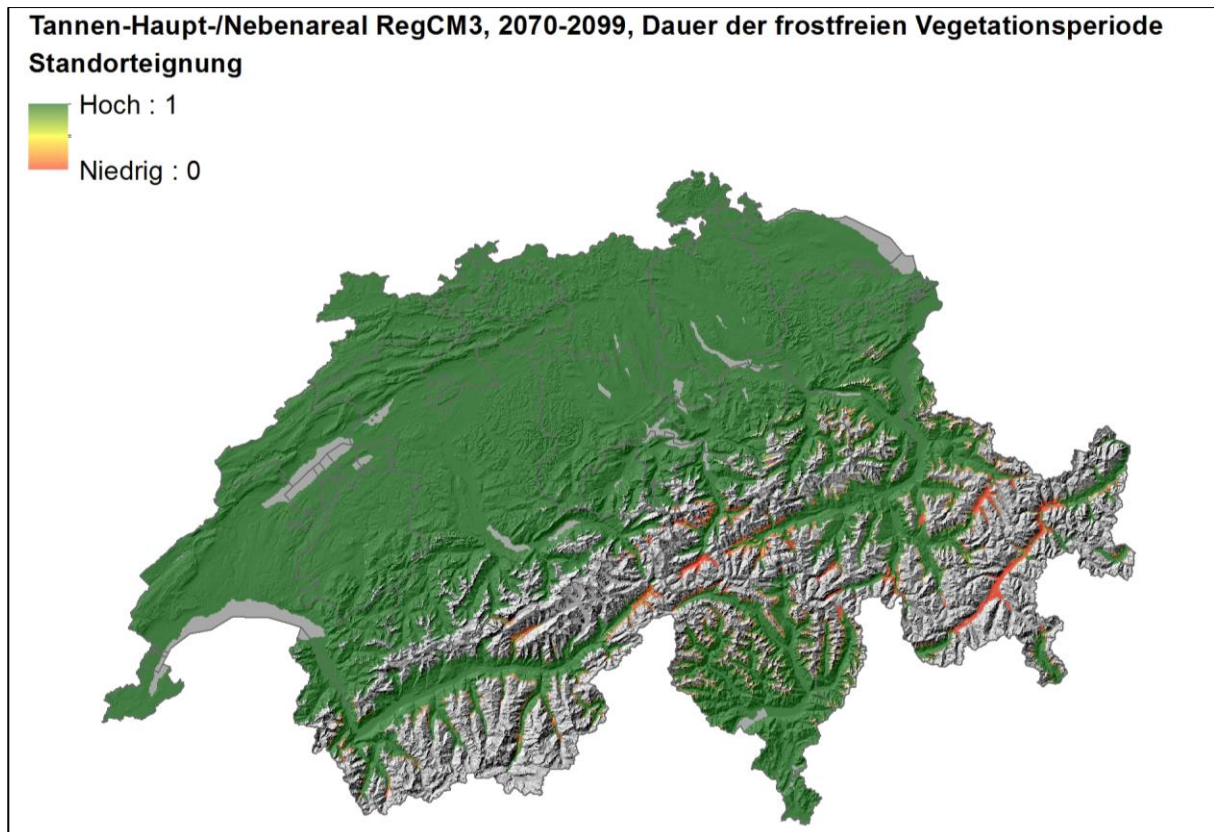 Tannen-Haupt-/Nebenareal RegCM3, 2070-2099, Dauer der frostfreien Vegetationsperiode
Standorteignung
Hoch : 1
Niedrig : 0